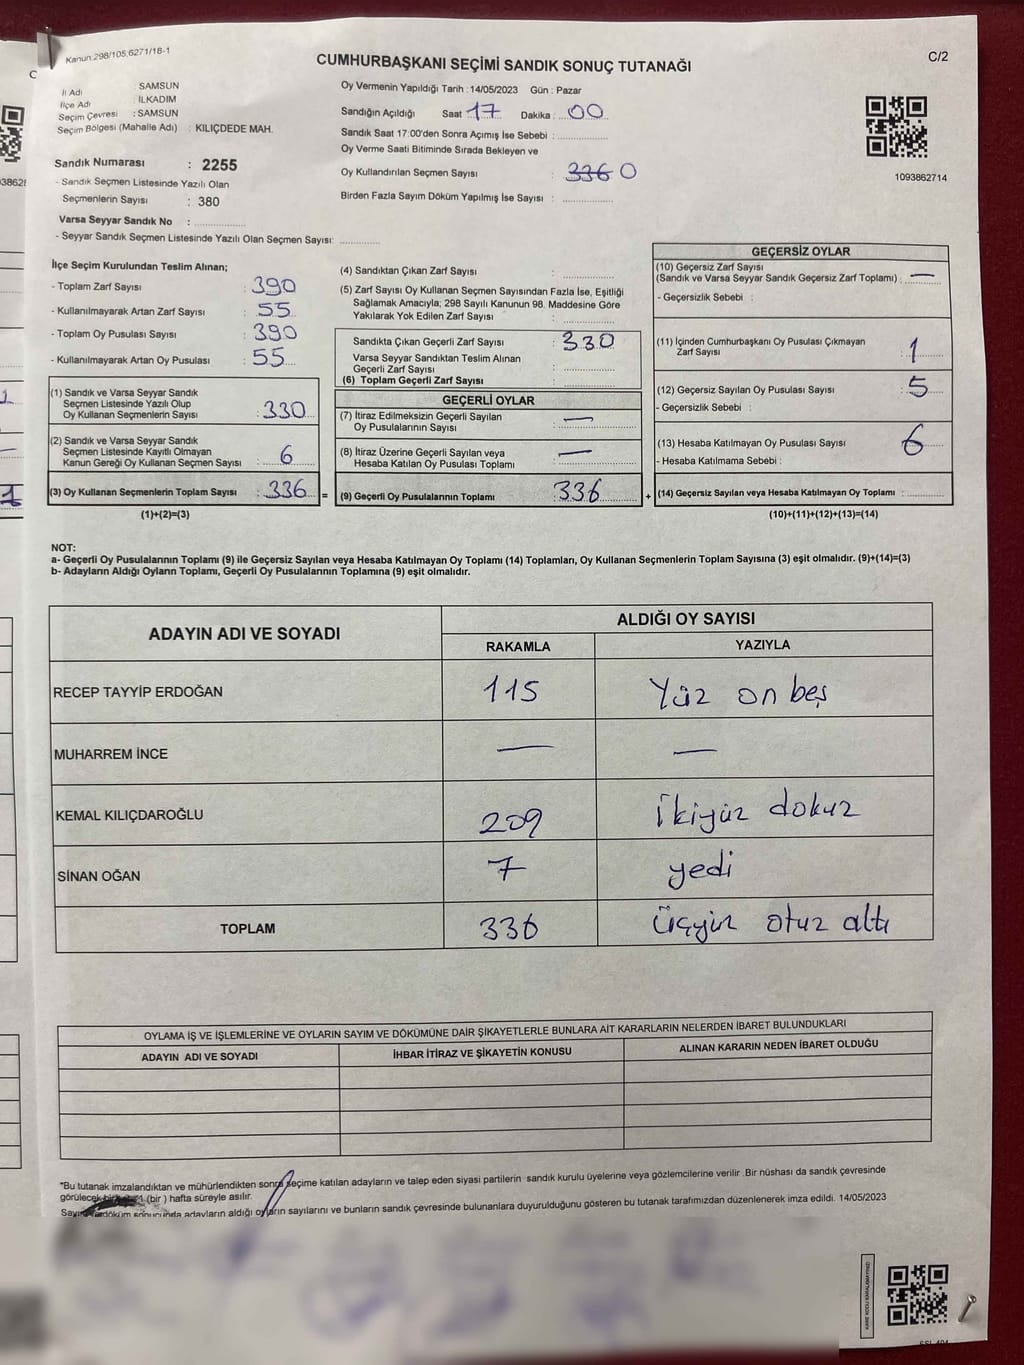 Kanun.298/105,6271/18-1
CUMHURBAŞKANI SEÇİMİ SANDIK SONUÇ TUTANAĞI
C/2
İl Adı : SAMSUN
İlçe Adı : İLKADIM
Seçim Çevresi : SAMSUN
Seçim Bölgesi (Mahalle Adı) : KILIÇDEDE MAH.
Sandık Numarası : 2255
- Sandık Seçmen Listesinde Yazılı Olan
Seçmenlerin Sayısı : 380
Varsa Seyyar Sandık No :
- Seyyar Sandık Seçmen Listesinde Yazılı Olan Seçmen Sayısı:
Oy Vermenin Yapıldığı Tarih : 14/05/2023 Gün : Pazar
Sandığın Açıldığı Saat 17 Dakika : 00
Sandık Saat 17:00'den Sonra Açımış İse Sebebi :
Oy Verme Saati Bitiminde Sırada Bekleyen ve
Oy Kullandırılan Seçmen Sayısı : 336 0
Birden Fazla Sayım Döküm Yapılmış İse Sayısı :
1093862714
İlçe Seçim Kurulundan Teslim Alınan;
- Toplam Zarf Sayısı : 390
- Kullanılmayarak Artan Zarf Sayısı : 55
- Toplam Oy Pusulası Sayısı : 390
- Kullanılmayarak Artan Oy Pusulası : 55
(1) Sandık ve Varsa Seyyar Sandık
Seçmen Listesinde Yazılı Olup
Oy Kullanan Seçmenlerin Sayısı : 330
(2) Sandık ve Varsa Seyyar Sandık
Seçmen Listesinde Kayıtlı Olmayan
Kanun Gereği Oy Kullanan Seçmen Sayısı : 6
(3) Oy Kullanan Seçmenlerin Toplam Sayısı : 336 =
(1)+(2)=(3)
(4) Sandıktan Çıkan Zarf Sayısı :
(5) Zarf Sayısı Oy Kullanan Seçmen Sayısından Fazla İse, Eşitliği
Sağlamak Amacıyla; 298 Sayılı Kanunun 98. Maddesine Göre
Yakılarak Yok Edilen Zarf Sayısı :
Sandıkta Çıkan Geçerli Zarf Sayısı : 330
Varsa Seyyar Sandıktan Teslim Alınan
Geçerli Zarf Sayısı :
(6) Toplam Geçerli Zarf Sayısı :
GEÇERLİ OYLAR
(7) İtiraz Edilmeksizin Geçerli Sayılan
Oy Pusulalarının Sayısı : —
(8) İtiraz Üzerine Geçerli Sayılan veya
Hesaba Katılan Oy Pusulası Toplamı : —
(9) Geçerli Oy Pusulalarının Toplamı : 336 +
GEÇERSİZ OYLAR
(10) Geçersiz Zarf Sayısı
(Sandık ve Varsa Seyyar Sandık Geçersiz Zarf Toplamı) : —
- Geçersizlik Sebebi :
(11) İçinden Cumhurbaşkanı Oy Pusulası Çıkmayan
Zarf Sayısı : 1
(12) Geçersiz Sayılan Oy Pusulası Sayısı : 5
- Geçersizlik Sebebi :
(13) Hesaba Katılmayan Oy Pusulası Sayısı : 6
- Hesaba Katılmama Sebebi :
(14) Geçersiz Sayılan veya Hesaba Katılmayan Oy Toplamı :
(10)+(11)+(12)+(13)=(14)
NOT:
a- Geçerli Oy Pusulalarının Toplamı (9) ile Geçersiz Sayılan veya Hesaba Katılmayan Oy Toplamı (14) Toplamları, Oy Kullanan Seçmenlerin Toplam Sayısına (3) eşit olmalıdır. (9)+(14)=(3)
b- Adayların Aldığı Oyların Toplamı, Geçerli Oy Pusulalarının Toplamına (9) eşit olmalıdır.
ADAYIN ADI VE SOYADI
ALDIĞI OY SAYISI
RAKAMLA YAZIYLA
RECEP TAYYİP ERDOĞAN 115 Yüz on beş
MUHARREM İNCE — —
KEMAL KILIÇDAROĞLU 209 İkiyüz dokuz
SİNAN OĞAN 7 yedi
TOPLAM 336 Üçyüz otuz altı
OYLAMA İŞ VE İŞLEMLERİNE VE OYLARIN SAYIM VE DÖKÜMÜNE DAİR ŞİKAYETLERLE BUNLARA AİT KARARLARIN NELERDEN İBARET BULUNDUKLARI
ADAYIN ADI VE SOYADI İHBAR İTİRAZ VE ŞİKAYETİN KONUSU ALINAN KARARIN NEDEN İBARET OLDUĞU
*Bu tutanak imzalandıktan ve mühürlendikten sonra seçime katılan adayların ve talep eden siyasi partilerin sandık kurulu üyelerine veya gözlemcilerine verilir .Bir nüshası da sandık çevresinde
görülecek (bir ) hafta süreyle asılır.
adayların aldığı oyların sayılarını ve bunların sandık çevresinde bulunanlara duyurulduğunu gösteren bu tutanak tarafımızdan düzenlenerek imza edildi. 14/05/2023